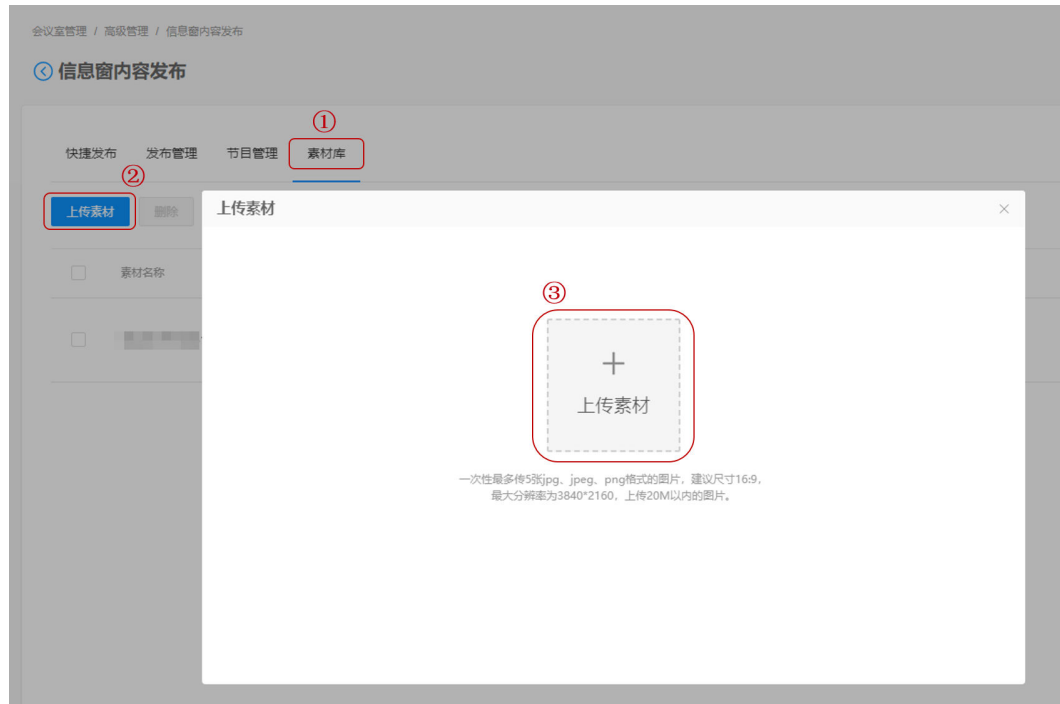 会议室管理 / 高级管理 / 信息窗内容发布
信息窗内容发布
①
快捷发布 发布管理 节目管理 素材库
②
上传素材 删除 上传素材
素材名称
③
上传素材
一次性最多传5张jpg、jpeg、png格式的图片，建议尺寸16:9，
最大分辨率为3840*2160，上传20M以内的图片。